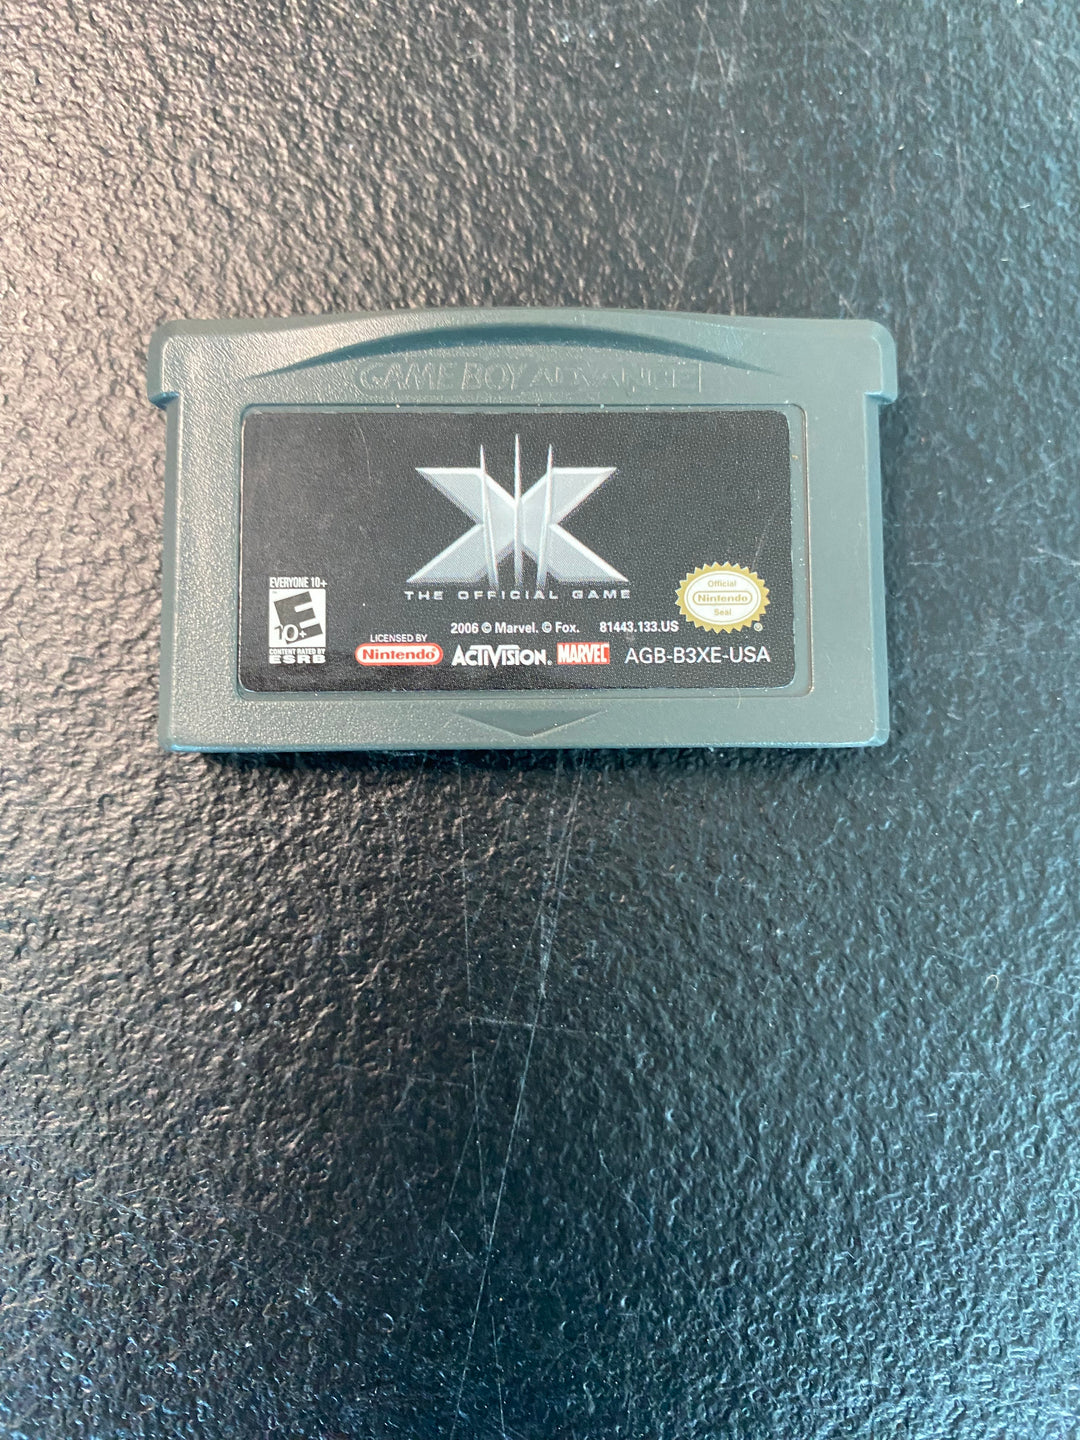 GAME BOY ADVANCE
THE OFFICIAL GAME
EVERYONE 10+
E
10+
CONTENT RATED BY
ESRB
2006 © Marvel. © Fox. 81443.133.US
LICENSED BY
Nintendo®
ACTIVISION.
MARVEL
AGB-B3XE-USA
Official
Nintendo
Seal
®